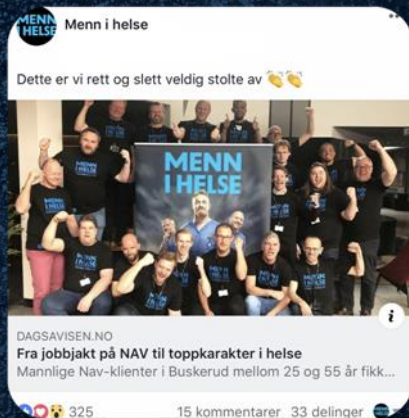 MENN
I HELSE
Menn i helse
Dette er vi rett og slett veldig stolte av 👏👏
MENN
I HELSE
DAGSAVISEN.NO
Fra jobbjakt på NAV til toppkarakter i helse
Mannlige Nav-klienter i Buskerud mellom 25 og 55 år fikk...
325 15 kommentarer 33 delinger